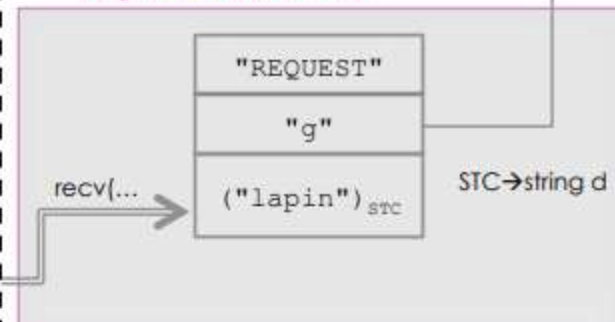 "REQUEST"
"g"
recv(...
("lapin")STC
STC→string d